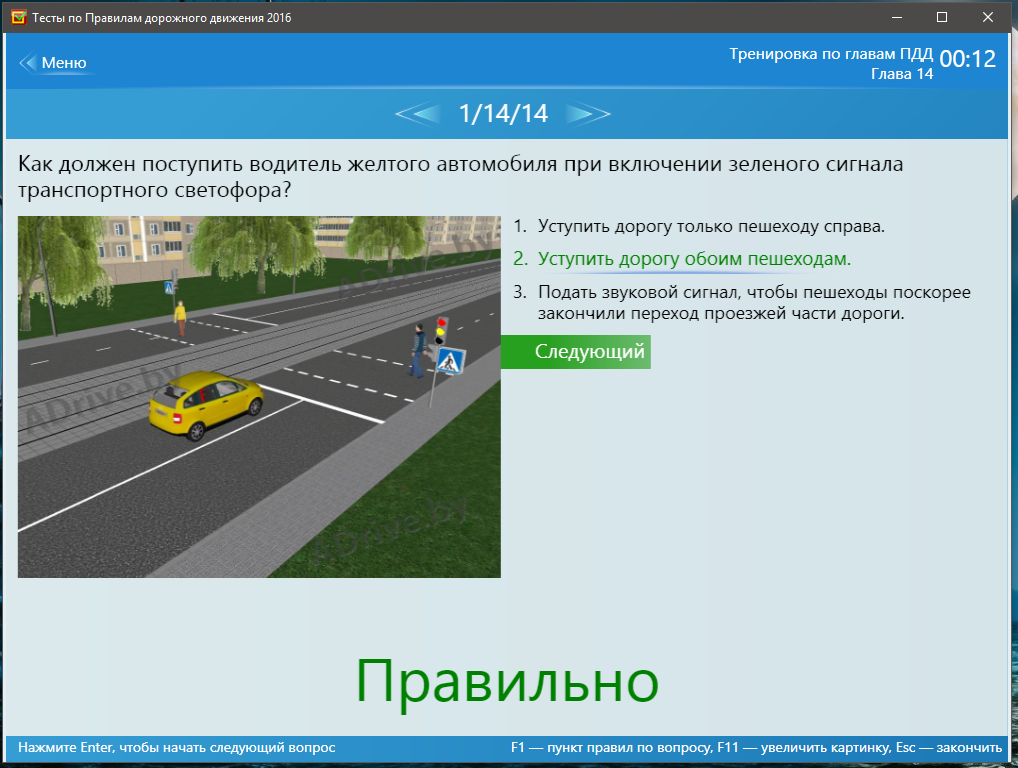 Тесты по Правилам дорожного движения 2016
Меню
Тренировка по главам ПДД
Глава 14
00:12
1/14/14
Как должен поступить водитель желтого автомобиля при включении зеленого сигнала
транспортного светофора?
ADrive.by
ADrive.by
ADrive.by
1. Уступить дорогу только пешеходу справа.
2. Уступить дорогу обоим пешеходам.
3. Подать звуковой сигнал, чтобы пешеходы поскорее
закончили переход проезжей части дороги.
Следующий
Правильно
Нажмите Enter, чтобы начать следующий вопрос
F1 — пункт правил по вопросу, F11 — увеличить картинку, Esc — закончить